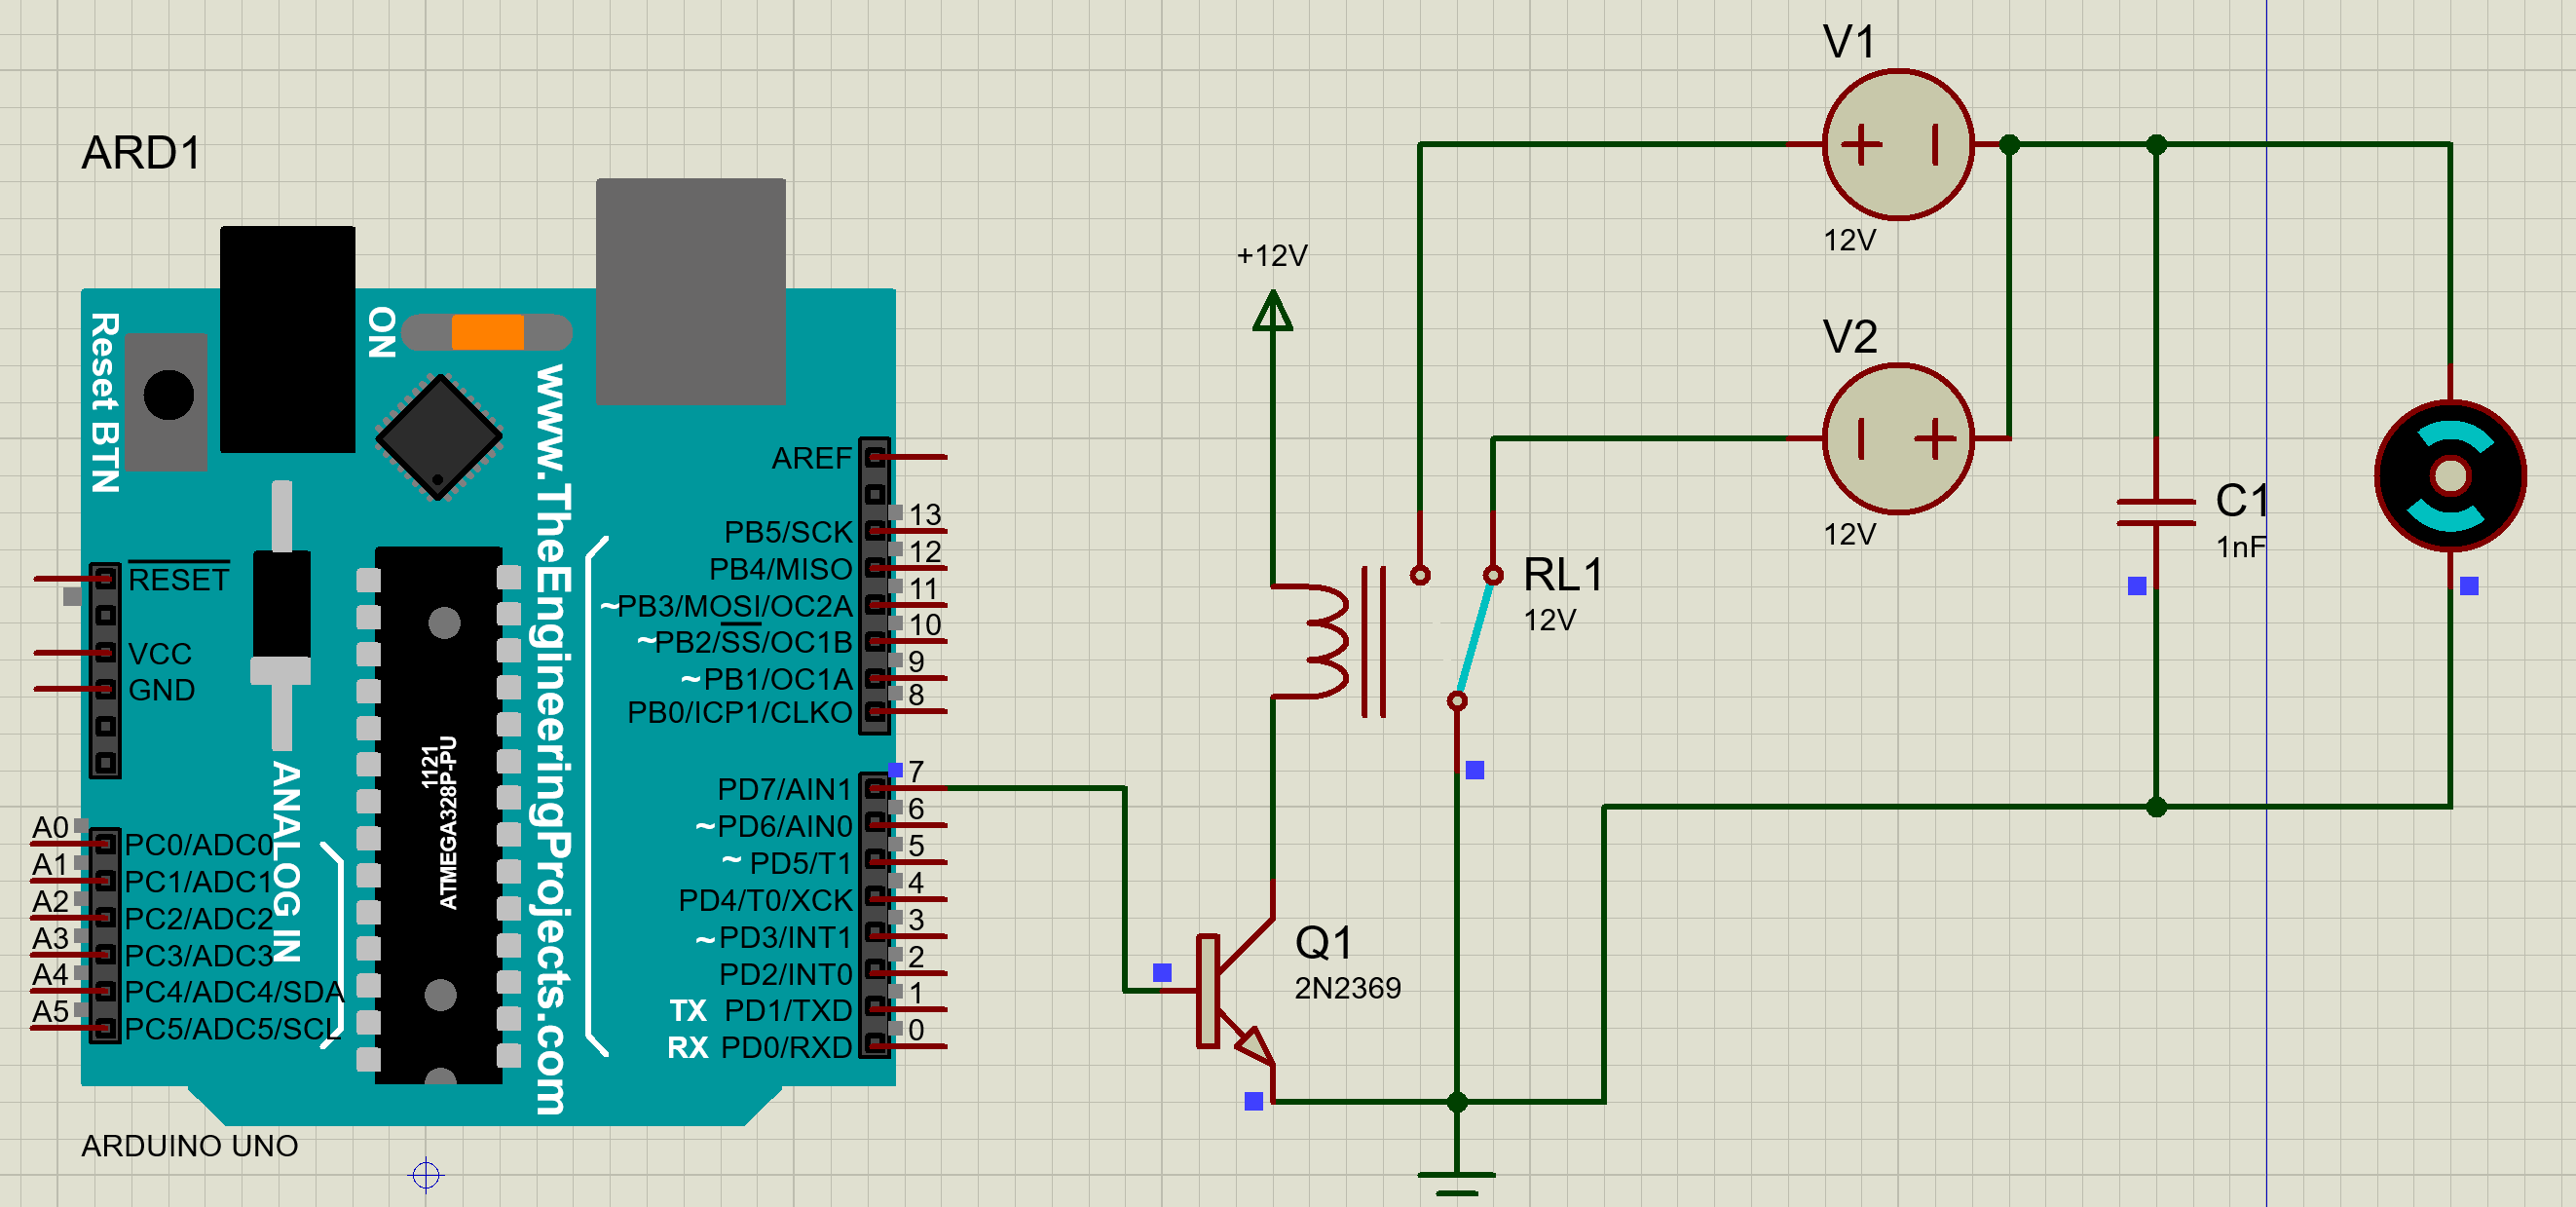 ARD1
ON
Reset BTN
www.TheEngineeringProjects.com
RESET
VCC
GND
ANALOG IN
1121
ATMEGA328P-PU
A0 PC0/ADC0
A1 PC1/ADC1
A2 PC2/ADC2
A3 PC3/ADC3
A4 PC4/ADC4/SDA
A5 PC5/ADC5/SCL
AREF
PB5/SCK 13
PB4/MISO 12
~PB3/MOSI/OC2A 11
~PB2/SS/OC1B 10
~PB1/OC1A 9
PB0/ICP1/CLKO 8
PD7/AIN1 7
~PD6/AIN0 6
~ PD5/T1 5
PD4/T0/XCK 4
~PD3/INT1 3
PD2/INT0 2
TX PD1/TXD 1
RX PD0/RXD 0
ARDUINO UNO
+12V
V1
12V
V2
12V
RL1
12V
C1
1nF
Q1
2N2369